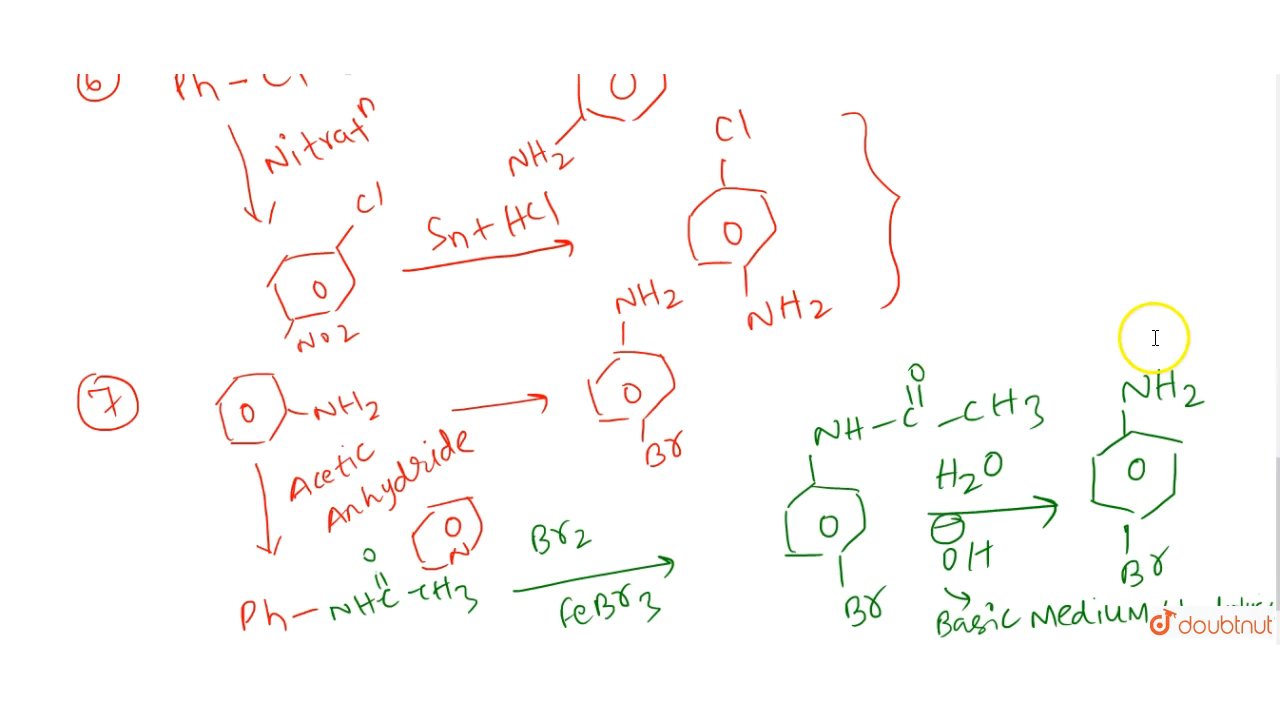 6 Ph - Cl
Nitratn
NH2
Cl
NO2
Sn + HCl
Cl
NH2
7
NH2
NH2
Br
Acetic
Anhydride
N
Ph - NH C - CH3
O
Br2
FeBr3
O
NH - C - CH3
Br
H2O
OH
Basic Medium
NH2
Br
doubtnut